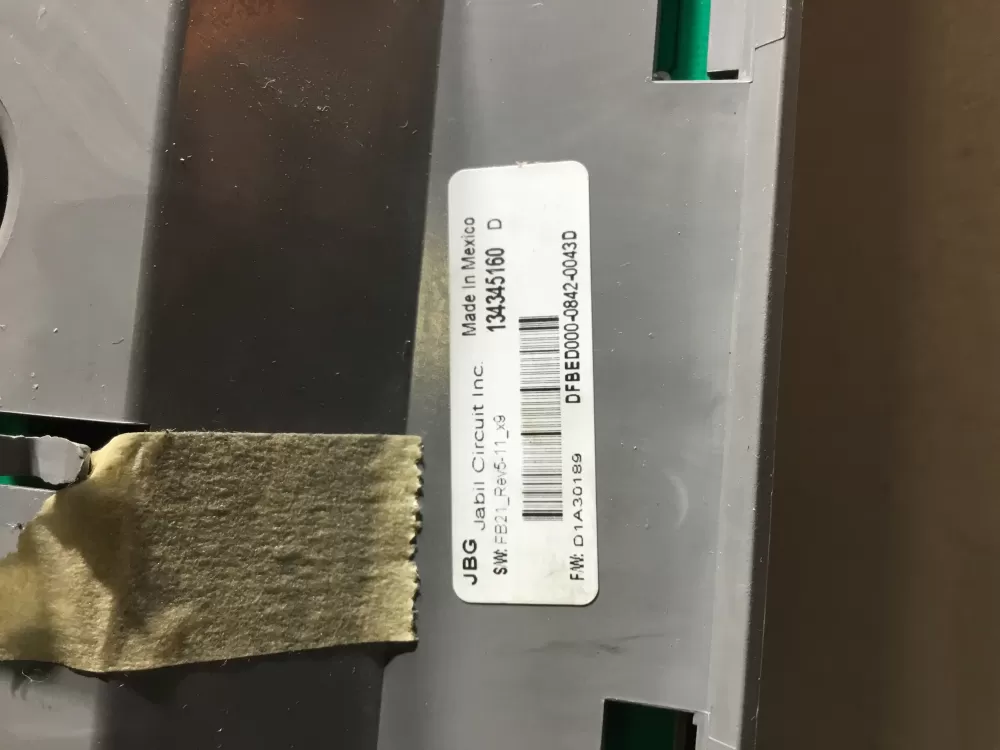 JBG Jabil Circuit Inc. Made In Mexico
SW: FB21_Rev5-11_x9 134345160 D
F/W: D1A30189 DFBED000-0842-0043D